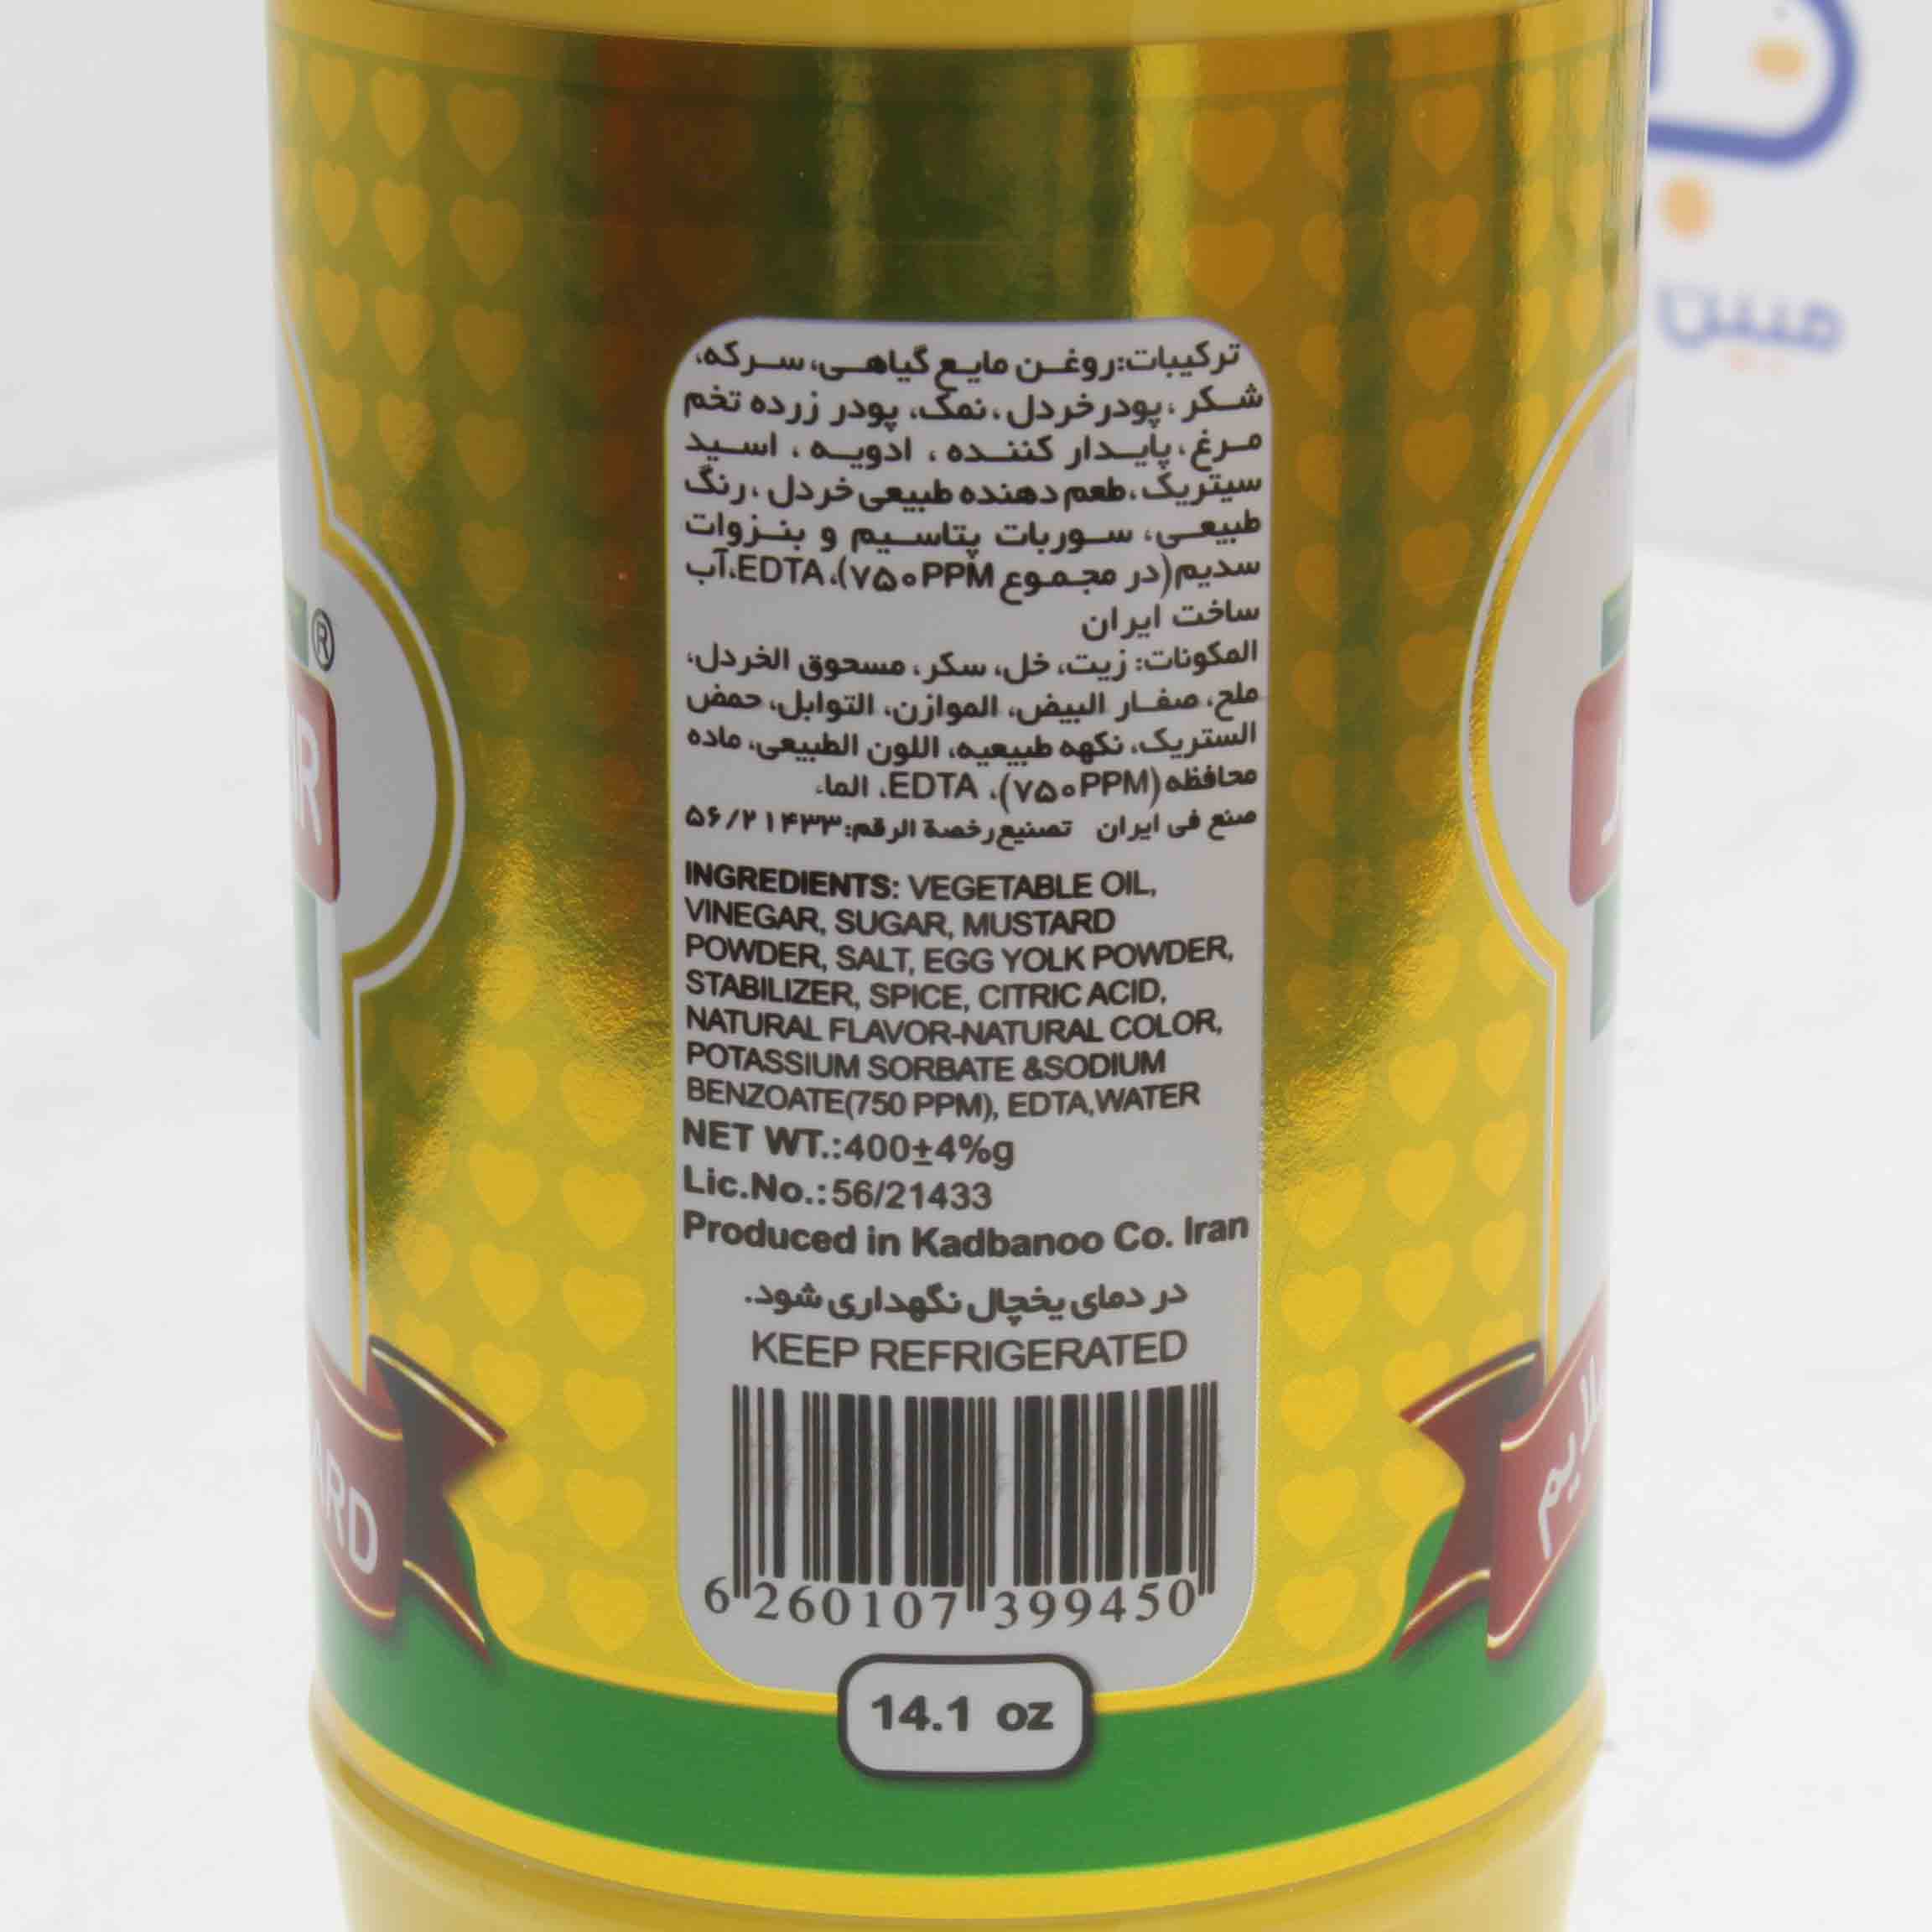 مبین
ترکیبات:روغن مایع گیاهی، سرکه،
شکر، پودرخردل، نمک، پودر زرده تخم
مرغ، پایدار کننده، ادویه، اسید
سیتریک، طعم دهنده طبیعی خردل، رنگ
طبیعی، سوربات پتاسیم و بنزوات
سدیم(در مجموع ۷۵۰PPM)، EDTA، آب
ساخت ایران
المکونات: زیت، خل، سکر، مسحوق الخردل،
ملح، صفار البیض، الموازن، التوابل، حمض
الستریک، نکهه طبیعیه، اللون الطبیعی، ماده
محافظه(۷۵۰PPM)، EDTA، الماء
صنع فی ایران تصنیع رخصة الرقم:۵۶/۲۱۴۳۳
INGREDIENTS: VEGETABLE OIL,
VINEGAR, SUGAR, MUSTARD
POWDER, SALT, EGG YOLK POWDER,
STABILIZER, SPICE, CITRIC ACID,
NATURAL FLAVOR-NATURAL COLOR,
POTASSIUM SORBATE &SODIUM
BENZOATE(750 PPM), EDTA,WATER
NET WT.:400±4%g
Lic.No.:56/21433
Produced in Kadbanoo Co. Iran
در دمای یخچال نگهداری شود.
KEEP REFRIGERATED
6 260107 399450
14.1 oz
®